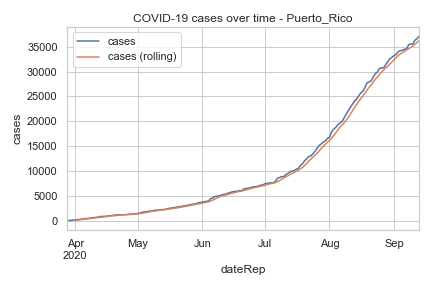 COVID-19 cases over time - Puerto_Rico
cases
cases (rolling)
cases
35000
30000
25000
20000
15000
10000
5000
0
Apr May Jun Jul Aug Sep
2020
dateRep